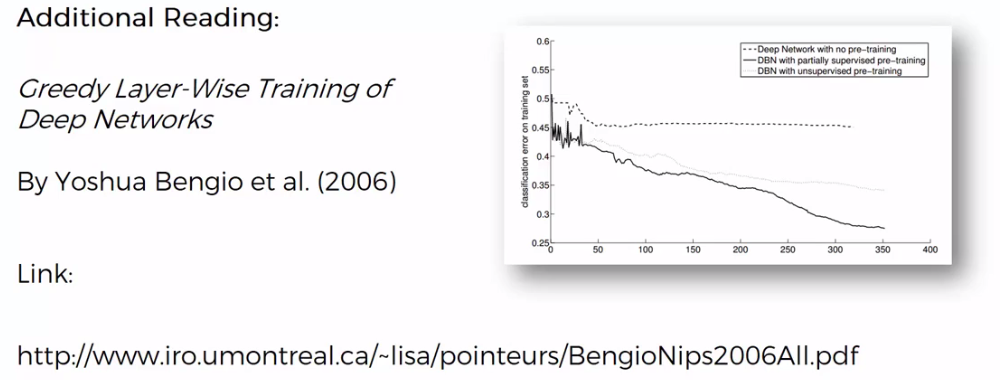 Additional Reading:
Greedy Layer-Wise Training of
Deep Networks
By Yoshua Bengio et al. (2006)
Link:
http://www.iro.umontreal.ca/~lisa/pointeurs/BengioNips2006All.pdf
classification error on training set
0.6
0.55
0.5
0.45
0.4
0.35
0.3
0.25
0 50 100 150 200 250 300 350 400
Deep Network with no pre-training
DBN with partially supervised pre-training
DBN with unsupervised pre-training